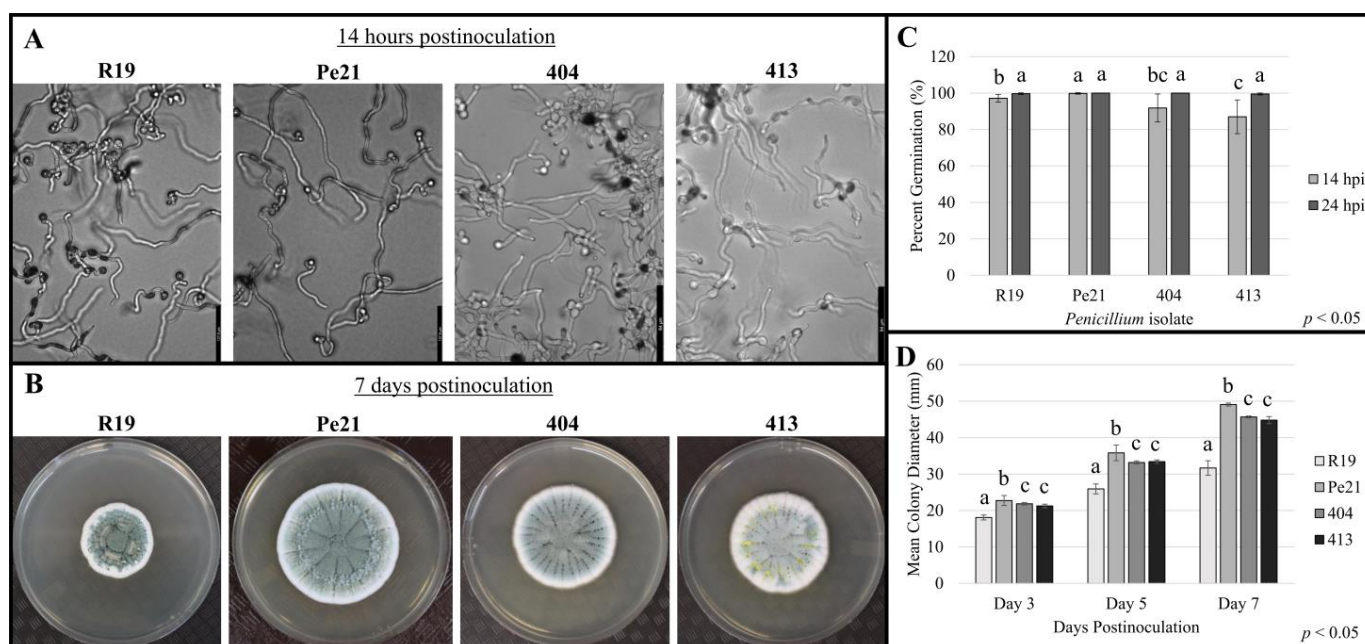 A
14 hours postinoculation
R19 Pe21 404 413
B
7 days postinoculation
R19 Pe21 404 413
C
Percent Germination (%)
120
100
80
60
40
20
0
b a a a bc a c a
R19 Pe21 404 413
Penicillium isolate
p < 0.05
14 hpi
24 hpi
D
Mean Colony Diameter (mm)
60
50
40
30
20
10
0
a b c c a b c c a b c c
Day 3 Day 5 Day 7
Days Postinoculation
p < 0.05
R19
Pe21
404
413